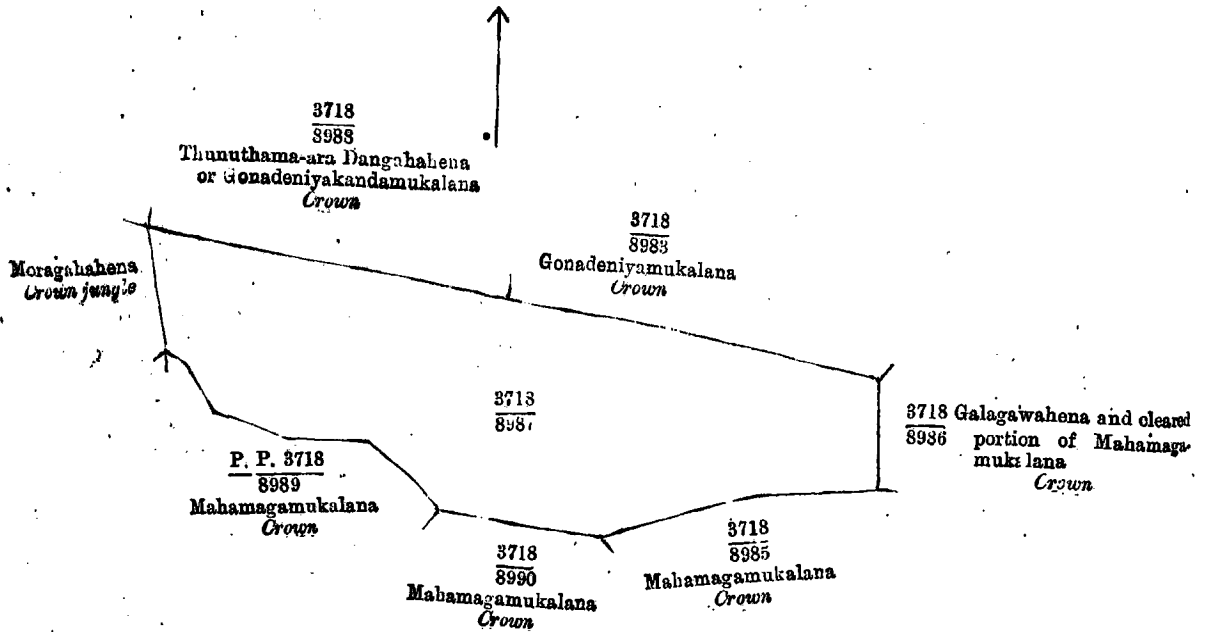 3718
8988
Thunuthama-ara Dangahahena
or Gonadeniyakandamukalana
Crown
3718
8983
Gonadeniyamukalana
Crown
Moragahahena
Crown jungle
3718
8987
3718 Galagawahena and cleared
8986 portion of Mahamaga-
mukalana
Crown
P. P. 3718
8989
Mahamagamukalana
Crown
3718
8985
Mahamagamukalana
Crown
3718
8990
Mahamagamukalana
Crown